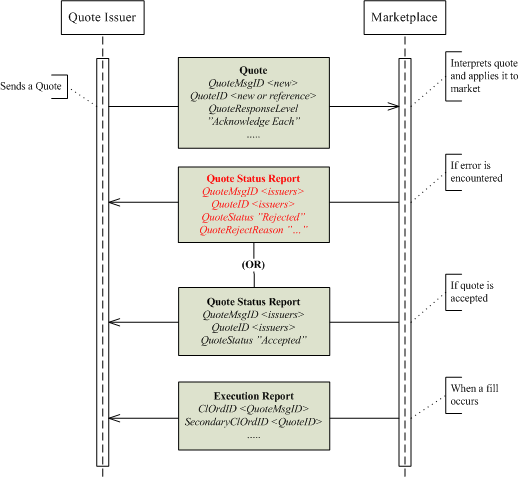 Quote Issuer
Marketplace
Sends a Quote
Quote
QuoteMsgID <new>
QuoteID <new or reference>
QuoteResponseLevel
"Acknowledge Each"
.....
Interprets quote
and applies it to
market
Quote Status Report
QuoteMsgID <issuers>
QuoteID <issuers>
QuoteStatus "Rejected"
QuoteRejectReason "…"
If error is
encountered
(OR)
Quote Status Report
QuoteMsgID <issuers>
QuoteID <issuers>
QuoteStatus "Accepted"
If quote is
accepted
Execution Report
ClOrdID <QuoteMsgID>
SecondaryClOrdID <QuoteID>
.....
When a fill
occurs